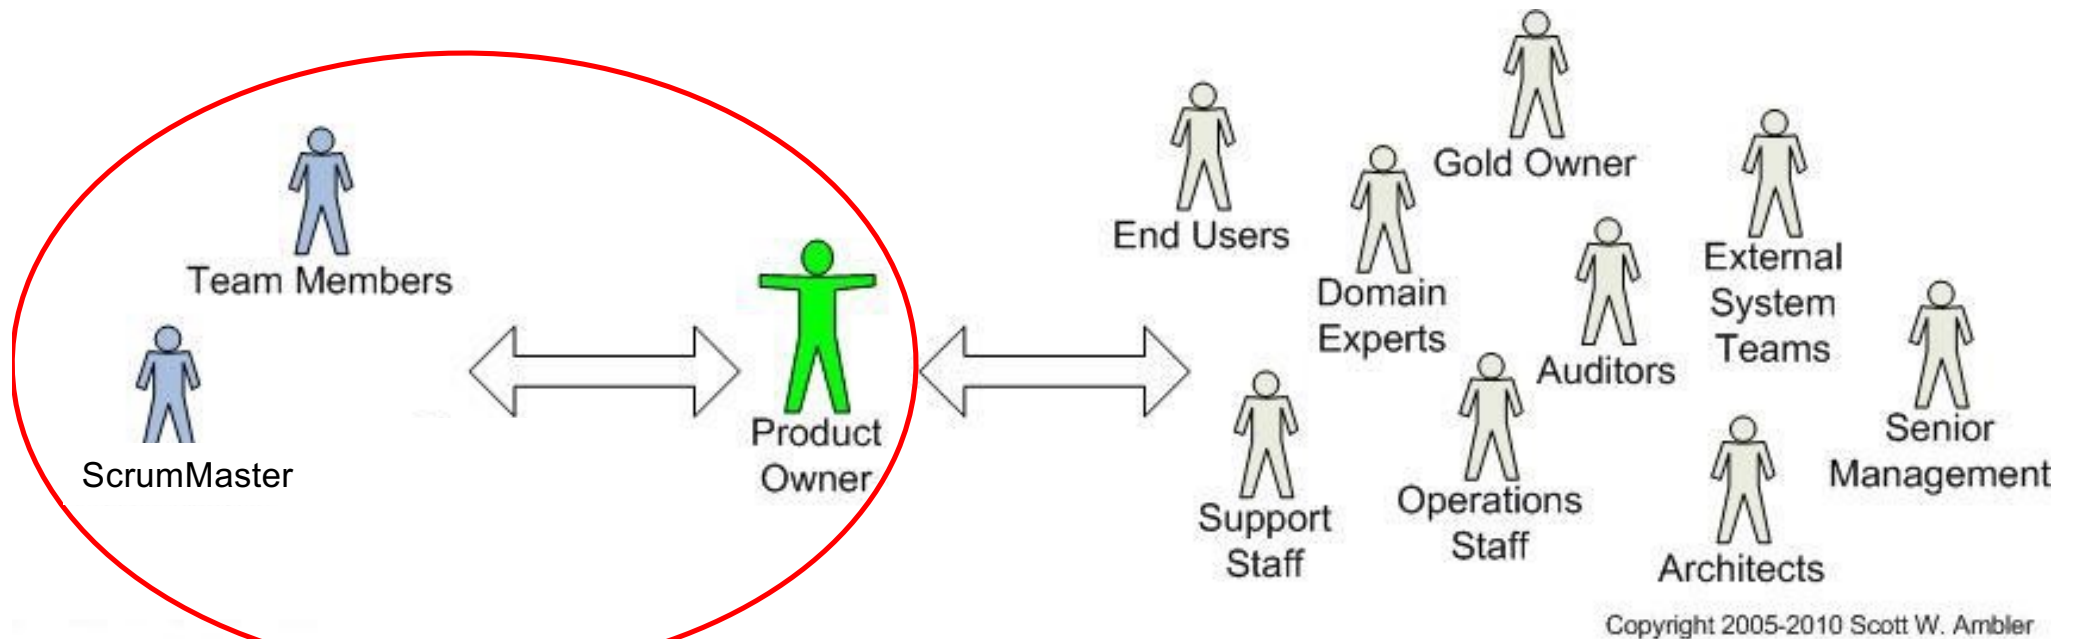 Team Members
ScrumMaster
Product
Owner
End Users
Gold Owner
Domain
Experts
External
System
Teams
Auditors
Senior
Management
Support
Staff
Operations
Staff
Architects
Copyright 2005-2010 Scott W. Ambler